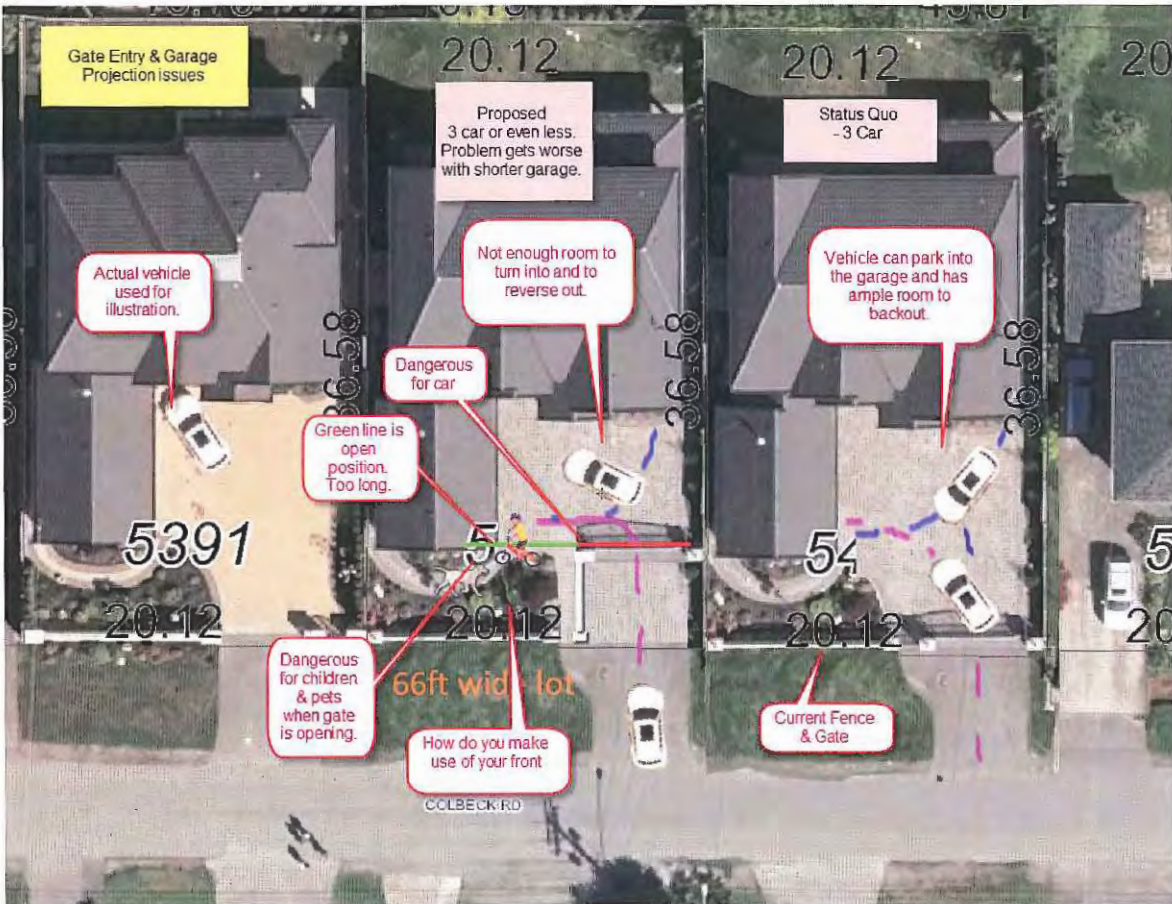 20.12
20.12
20
Gate Entry & Garage
Projection issues
Proposed
3 car or even less.
Problem gets worse
with shorter garage.
Status Quo
- 3 Car
Actual vehicle
used for
illustration.
Not enough room to
turn into and to
reverse out.
Vehicle can park into
the garage and has
ample room to
backout.
36.58
36.58
36.58
Dangerous
for car
Green line is
open
position.
Too long.
5391
5
54
5
20.12
20.12
20.12
20
Dangerous
for children
& pets
when gate
is opening.
66ft wid - lot
How do you make
use of your front
Current Fence
& Gate
COLBECK RD